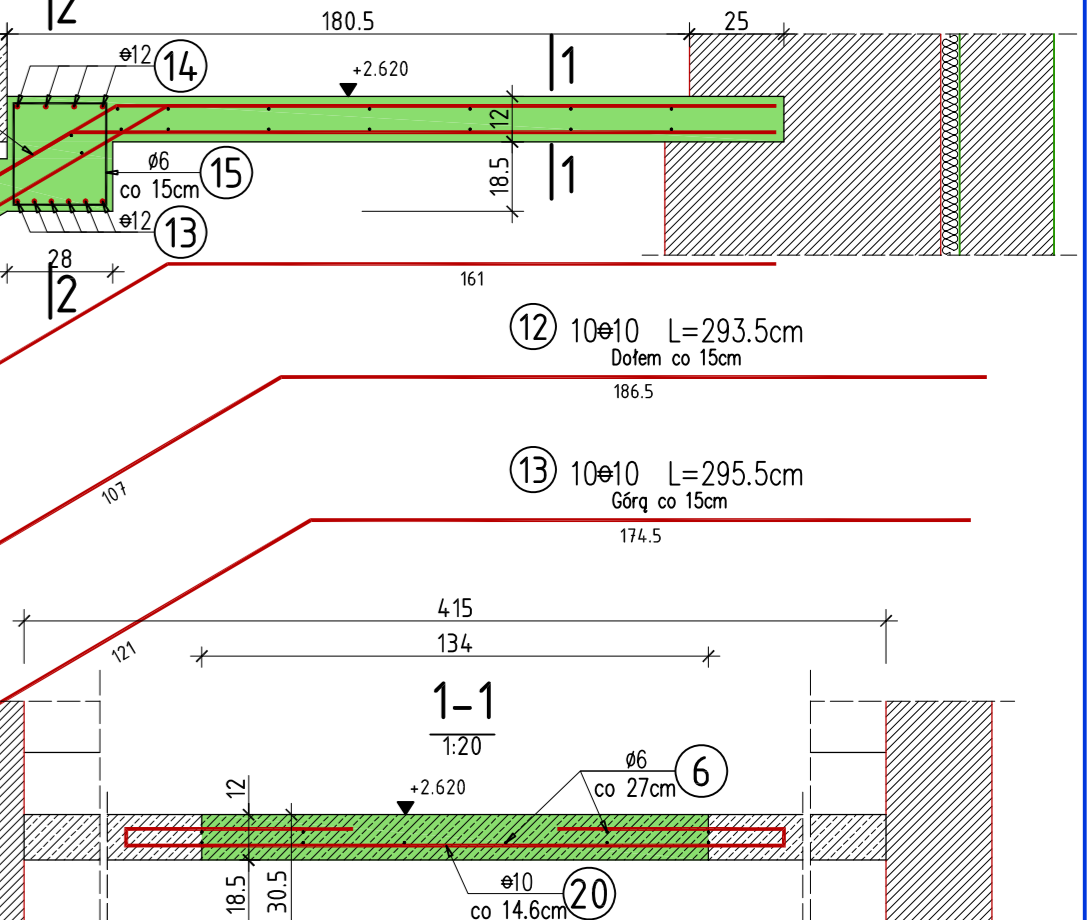 2
180.5
25
⌀12 14
+2.620
1
12
ø6 15
co 15cm
18.5
1
⌀12 13
28
2
161
12 10⌀10 L=293.5cm
Dołem co 15cm
186.5
107
13 10⌀10 L=295.5cm
Górą co 15cm
174.5
121
415
134
1-1
1:20
ø6 6
co 27cm
12
+2.620
18.5
30.5
⌀10 20
co 14.6cm